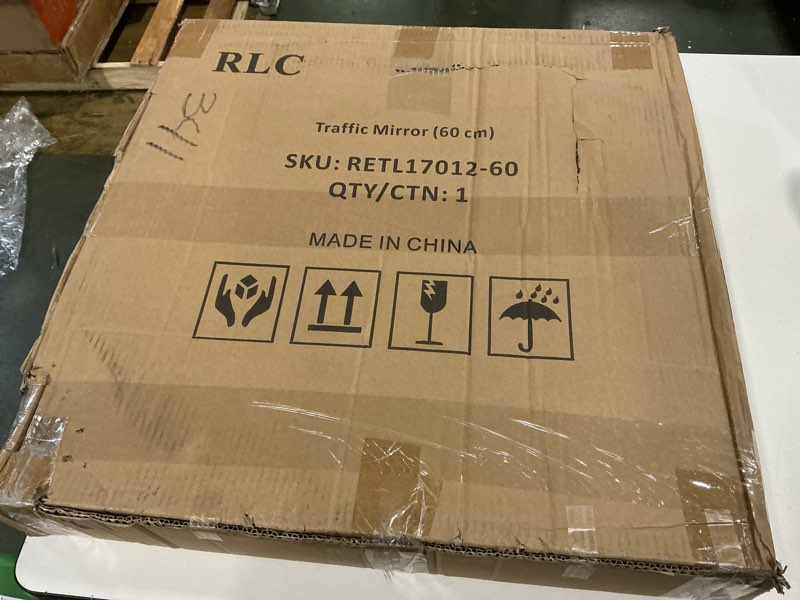 RLC
Traffic Mirror (60 cm)
SKU: RETL17012-60
QTY/CTN: 1
MADE IN CHINA